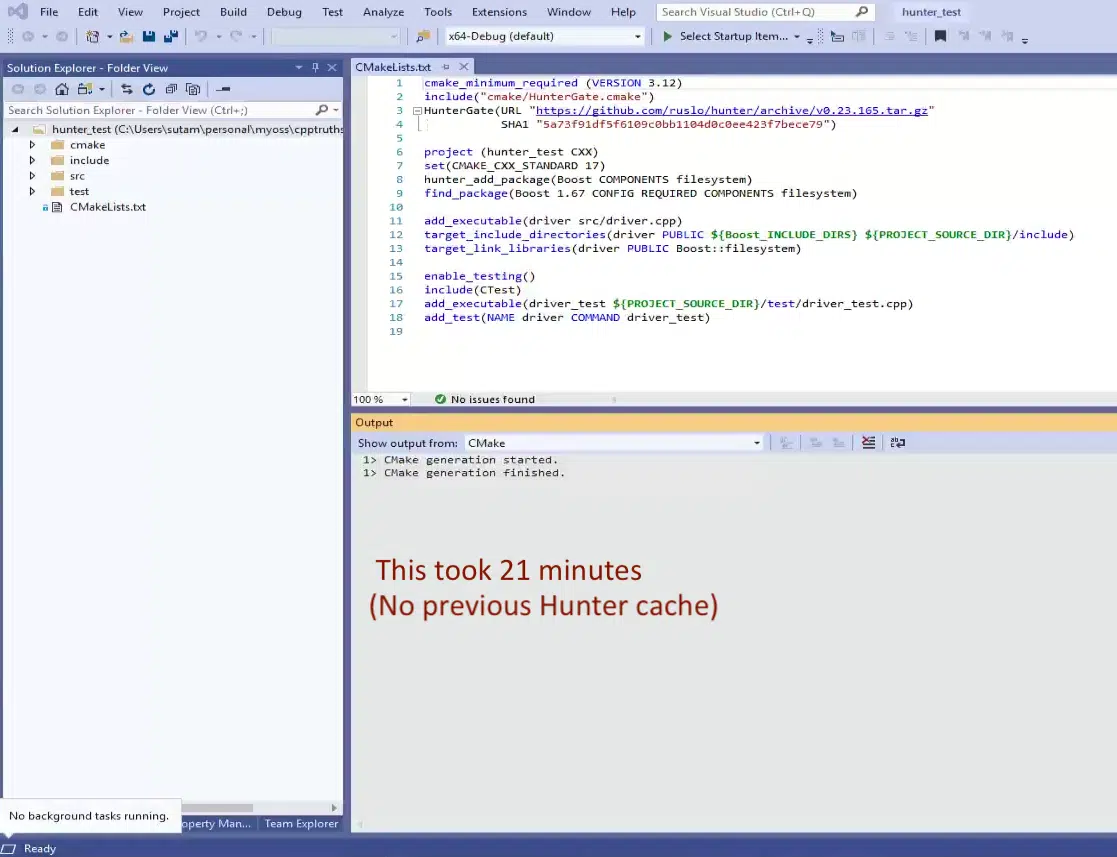 File Edit View Project Build Debug Test Analyze Tools Extensions Window Help Search Visual Studio (Ctrl+Q) hunter_test
x64-Debug (default) Select Startup Item...
Solution Explorer - Folder View
Search Solution Explorer - Folder View (Ctrl+;)
hunter_test (C:\Users\sutam\personal\myoss\cpptruths
cmake
include
src
test
CMakeLists.txt
CMakeLists.txt
1 cmake_minimum_required (VERSION 3.12)
2 include("cmake/HunterGate.cmake")
3 HunterGate(URL "https://github.com/ruslo/hunter/archive/v0.23.165.tar.gz"
4 SHA1 "5a73f91df5f6109c0bb1104d0c0ee423f7bece79")
5
6 project (hunter_test CXX)
7 set(CMAKE_CXX_STANDARD 17)
8 hunter_add_package(Boost COMPONENTS filesystem)
9 find_package(Boost 1.67 CONFIG REQUIRED COMPONENTS filesystem)
10
11 add_executable(driver src/driver.cpp)
12 target_include_directories(driver PUBLIC ${Boost_INCLUDE_DIRS} ${PROJECT_SOURCE_DIR}/include)
13 target_link_libraries(driver PUBLIC Boost::filesystem)
14
15 enable_testing()
16 include(CTest)
17 add_executable(driver_test ${PROJECT_SOURCE_DIR}/test/driver_test.cpp)
18 add_test(NAME driver COMMAND driver_test)
19
100 % No issues found
Output
Show output from: CMake
1> CMake generation started.
1> CMake generation finished.
This took 21 minutes
(No previous Hunter cache)
No background tasks running.
operty Man... Team Explorer
Ready